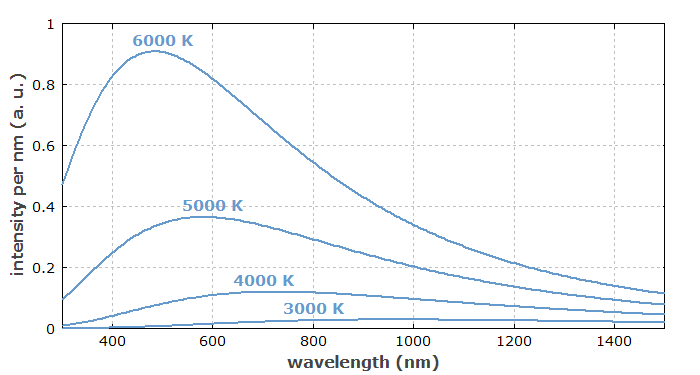 1
0.8
0.6
0.4
0.2
0
intensity per nm ( a. u.)
6000 K
5000 K
4000 K
3000 K
400 600 800 1000 1200 1400
wavelength (nm)